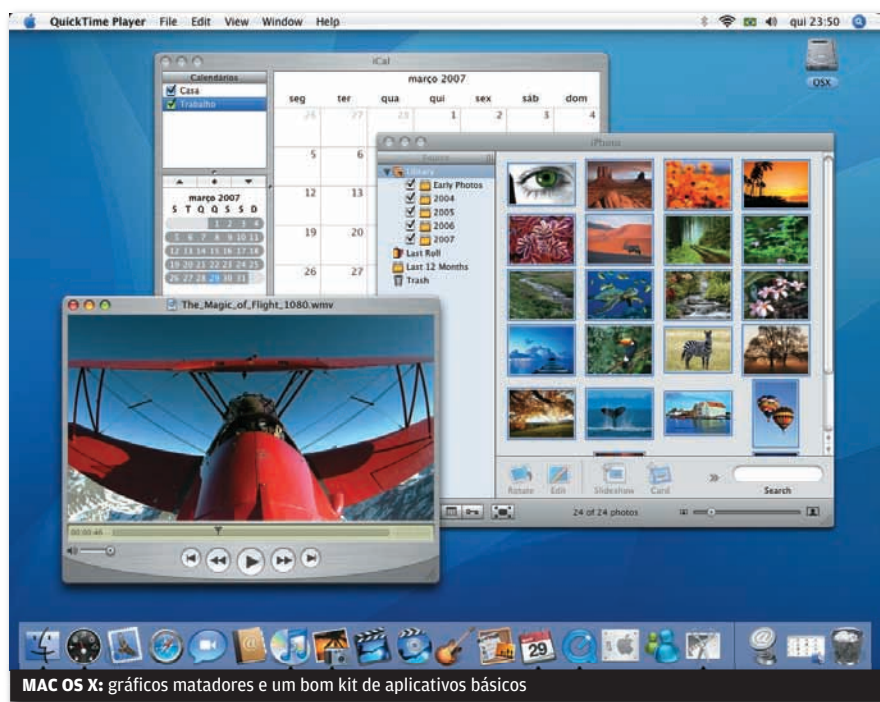 QuickTime Player File Edit View Window Help
qui 23:50
OSX
iCal
Calendários
Casa
Trabalho
março 2007
seg ter qua qui sex sáb dom
26 27 28 1 2 3 4
5 6
12 13
19 20
26 27
março 2007
S T Q Q S S D
1 2 3 4
5 6 7 8 9 10 11
12 13 14 15 16 17 18
19 20 21 22 23 24 25
26 27 28 29 30 31
iPhoto
Source
Library
Early Photos
2004
2005
2006
2007
Last Roll
Last 12 Months
Trash
Rotate Edit Slideshow Card Search
24 of 24 photos
The_Magic_of_Flight_1080.wmv
00:00:46
29
MAC OS X: gráficos matadores e um bom kit de aplicativos básicos